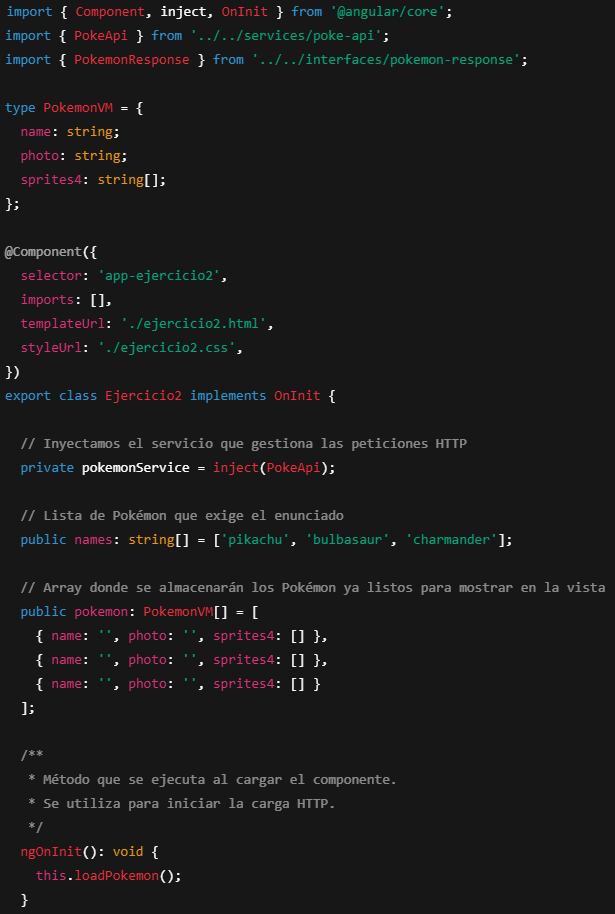 import { Component, inject, OnInit } from '@angular/core';
import { PokeApi } from '../../services/poke-api';
import { PokemonResponse } from '../../interfaces/pokemon-response';
type PokemonVM = {
  name: string;
  photo: string;
  sprites4: string[];
};
@Component({
  selector: 'app-ejercicio2',
  imports: [],
  templateUrl: './ejercicio2.html',
  styleUrl: './ejercicio2.css',
})
export class Ejercicio2 implements OnInit {
  // Inyectamos el servicio que gestiona las peticiones HTTP
  private pokemonService = inject(PokeApi);
  // Lista de Pokémon que exige el enunciado
  public names: string[] = ['pikachu', 'bulbasaur', 'charmander'];
  // Array donde se almacenarán los Pokémon ya listos para mostrar en la vista
  public pokemon: PokemonVM[] = [
    { name: '', photo: '', sprites4: [] },
    { name: '', photo: '', sprites4: [] },
    { name: '', photo: '', sprites4: [] }
  ];
  /**
   * Método que se ejecuta al cargar el componente.
   * Se utiliza para iniciar la carga HTTP.
   */
  ngOnInit(): void {
    this.loadPokemon();
  }